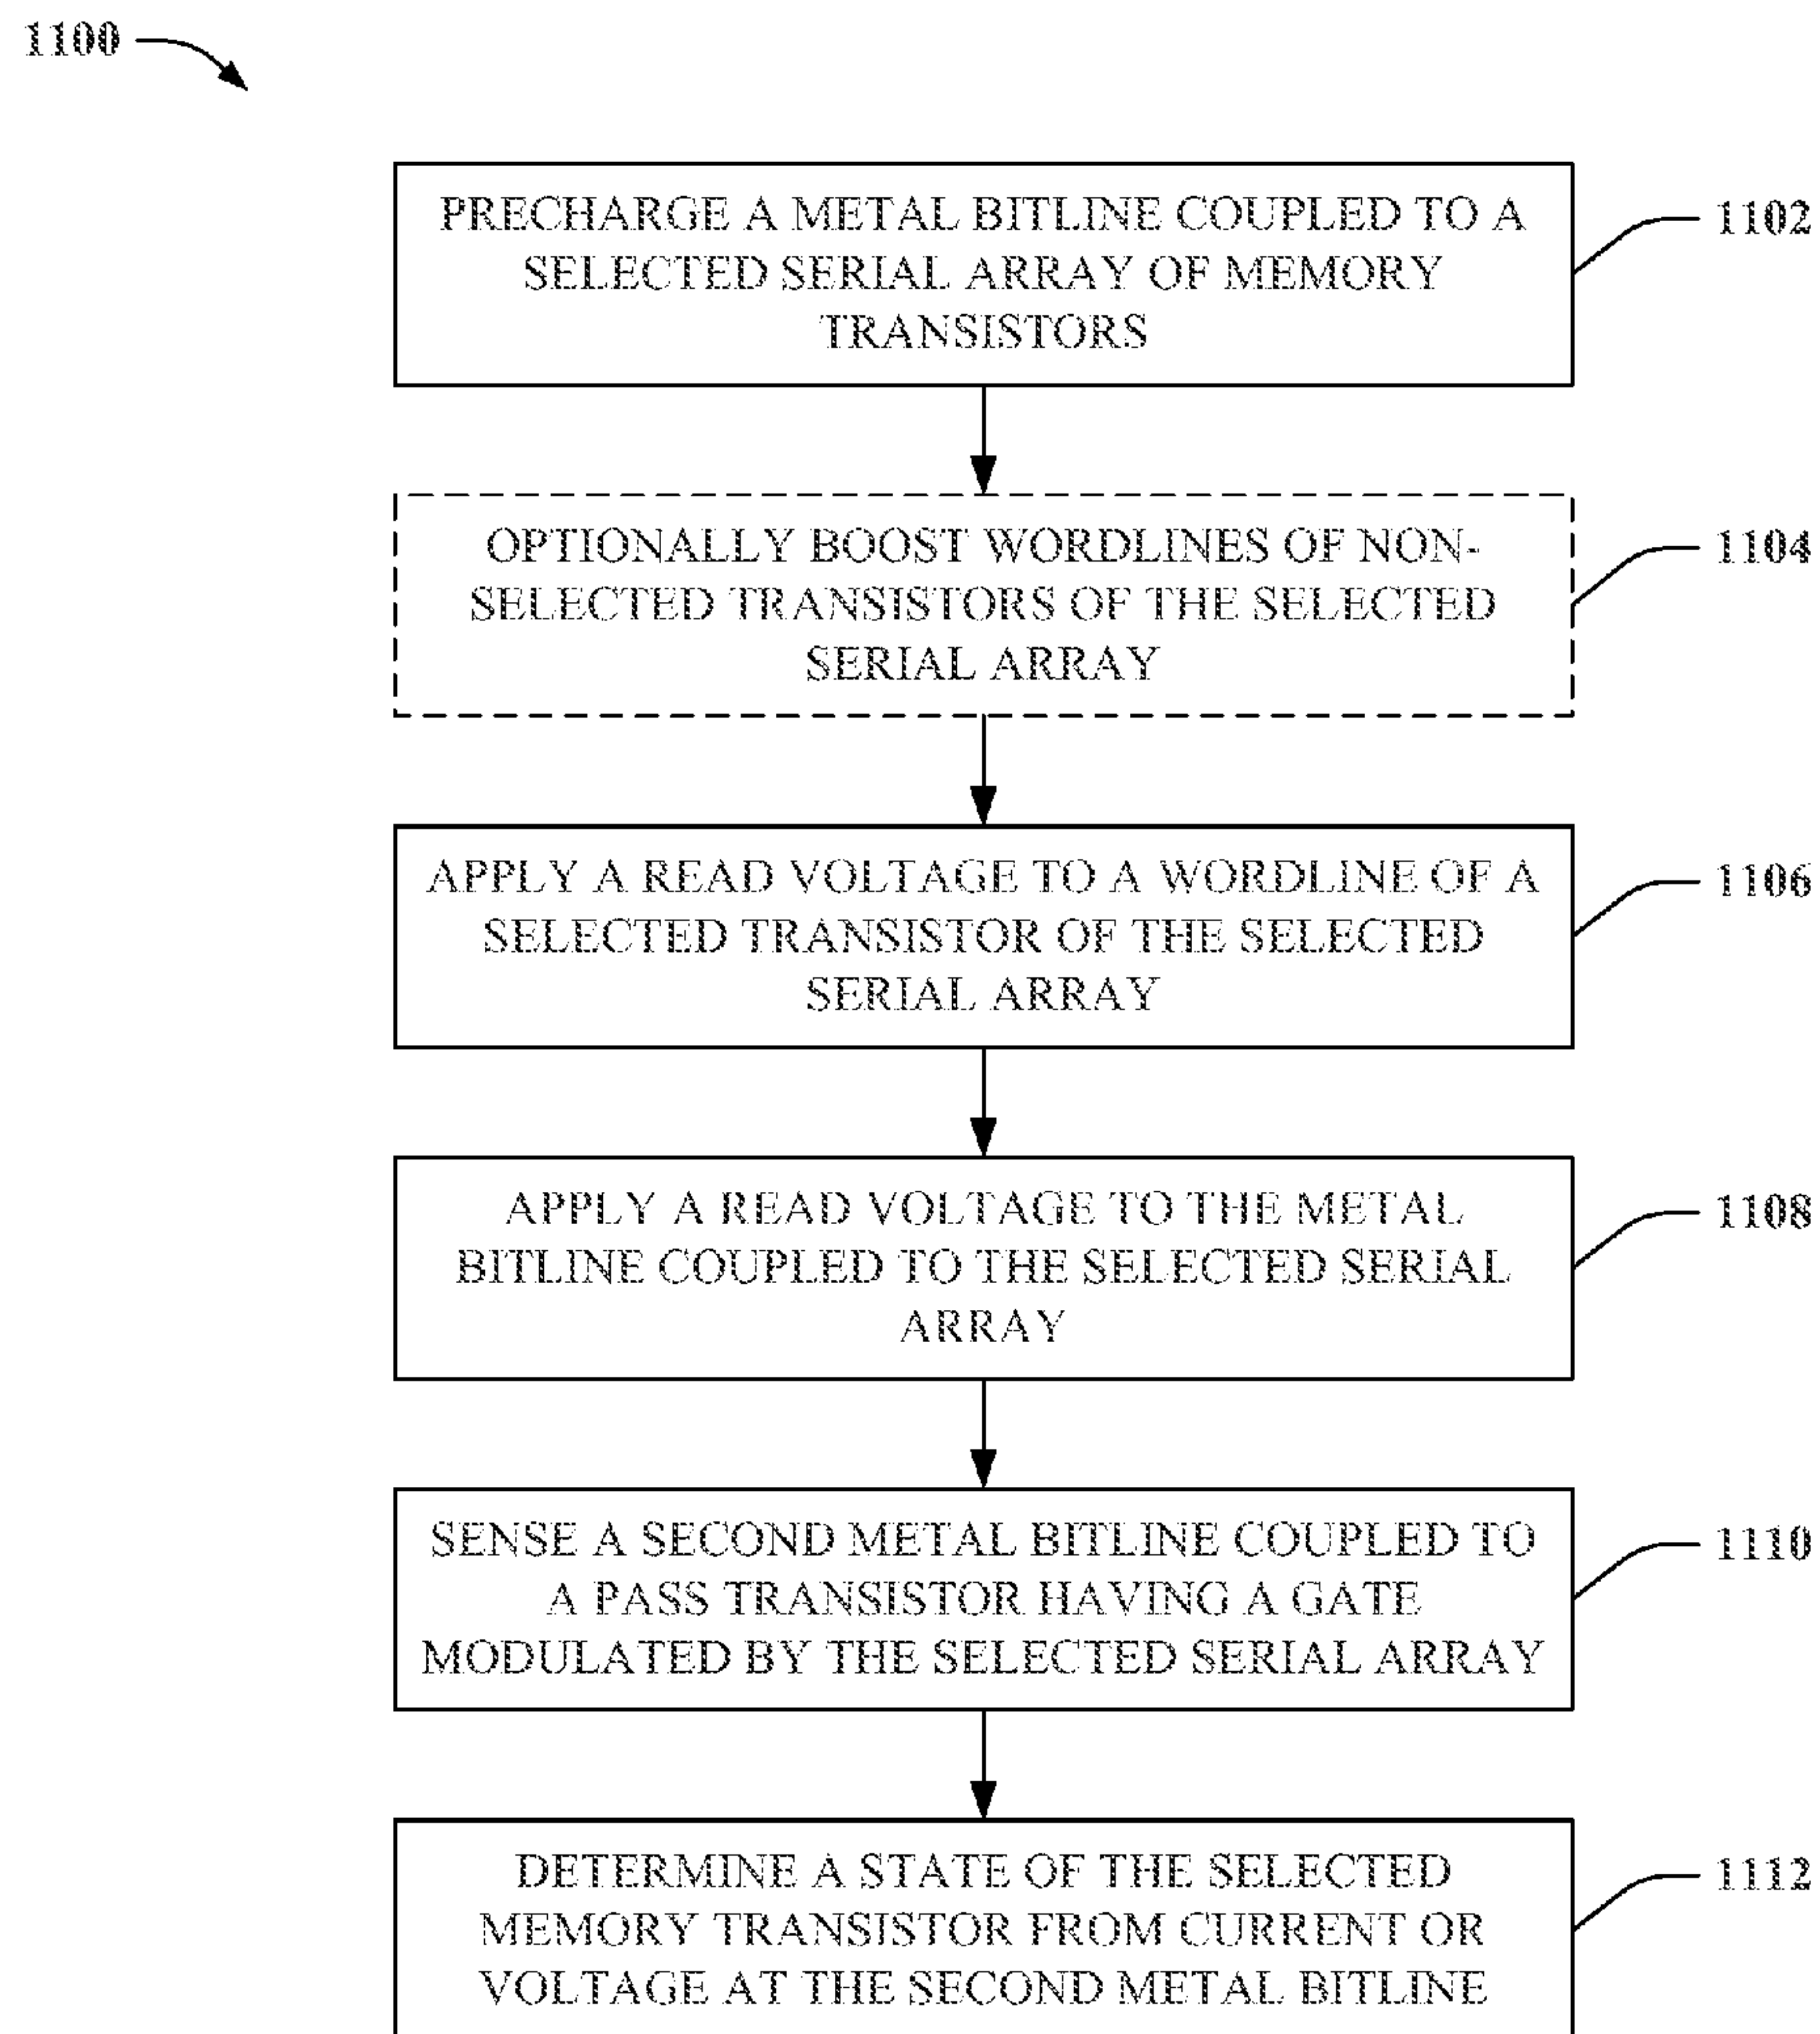 1100
PRECHARGE A METAL BITLINE COUPLED TO A
SELECTED SERIAL ARRAY OF MEMORY
TRANSISTORS
1102
OPTIONALLY BOOST WORDLINES OF NON-
SELECTED TRANSISTORS OF THE SELECTED
SERIAL ARRAY
1104
APPLY A READ VOLTAGE TO A WORDLINE OF A
SELECTED TRANSISTOR OF THE SELECTED
SERIAL ARRAY
1106
APPLY A READ VOLTAGE TO THE METAL
BITLINE COUPLED TO THE SELECTED SERIAL
ARRAY
1108
SENSE A SECOND METAL BITLINE COUPLED TO
A PASS TRANSISTOR HAVING A GATE
MODULATED BY THE SELECTED SERIAL ARRAY
1110
DETERMINE A STATE OF THE SELECTED
MEMORY TRANSISTOR FROM CURRENT OR
VOLTAGE AT THE SECOND METAL BITLINE
1112